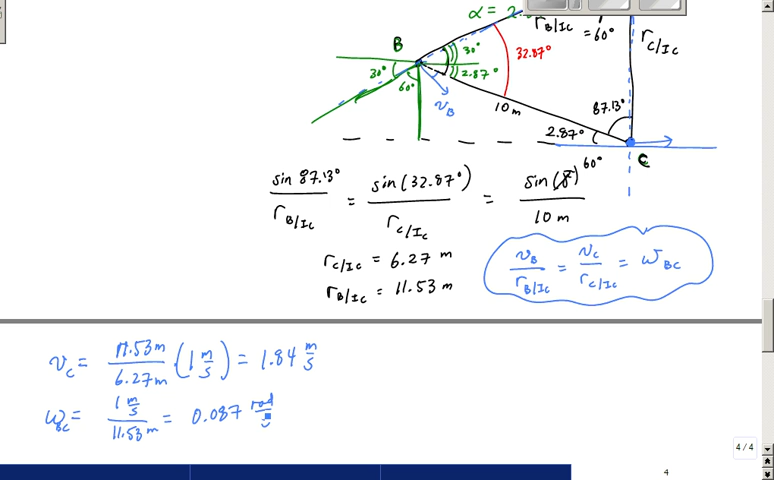 α = 2
r_B/Ic
= 60°
r_C/Ic
B
30°
32.87°
30°
2.87°
60°
v_B
10 m
87.13°
2.87°
C
sin 87.13° / r_B/Ic = sin(32.87°) / r_C/Ic = sin(γ) 60° / 10 m
r_C/Ic = 6.27 m
r_B/Ic = 11.53 m
v_B / r_B/Ic = v_C / r_C/Ic = ω_BC
v_C = 11.53 m / 6.27 m · (1 m/s) = 1.84 m/s
ω_BC = 1 m/s / 11.53 m = 0.087 rad/s
4 / 4
4